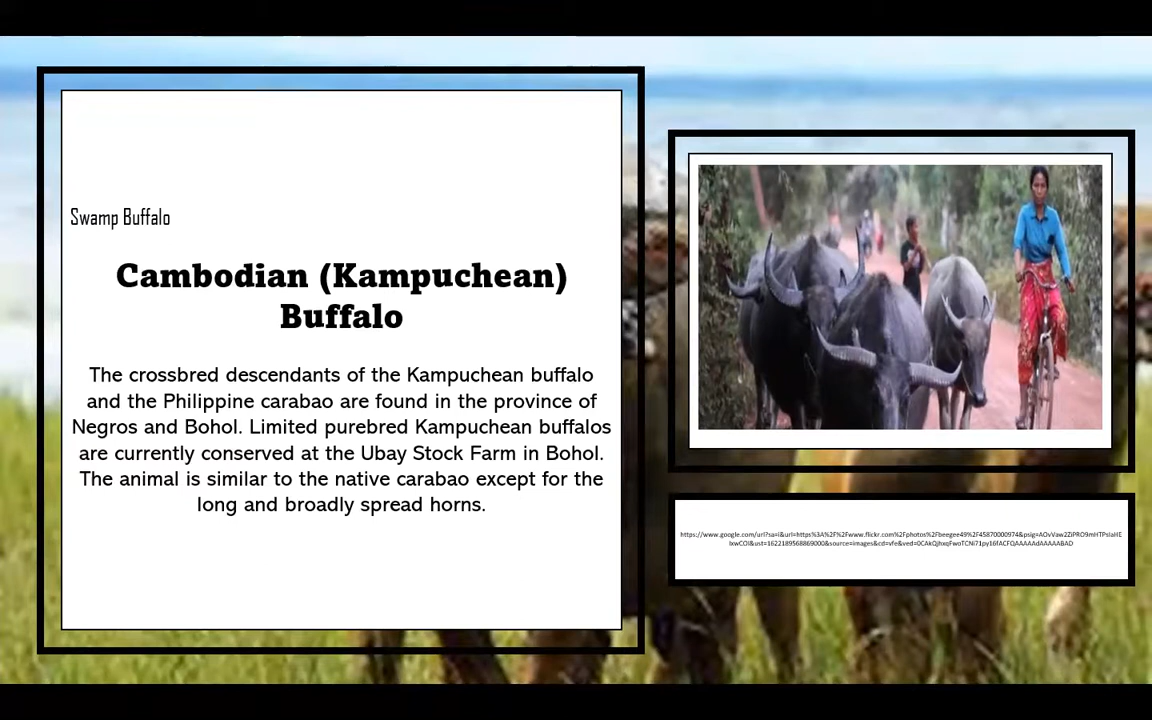 Swamp Buffalo
Cambodian (Kampuchean)
Buffalo
The crossbred descendants of the Kampuchean buffalo
and the Philippine carabao are found in the province of
Negros and Bohol. Limited purebred Kampuchean buffalos
are currently conserved at the Ubay Stock Farm in Bohol.
The animal is similar to the native carabao except for the
long and broadly spread horns.